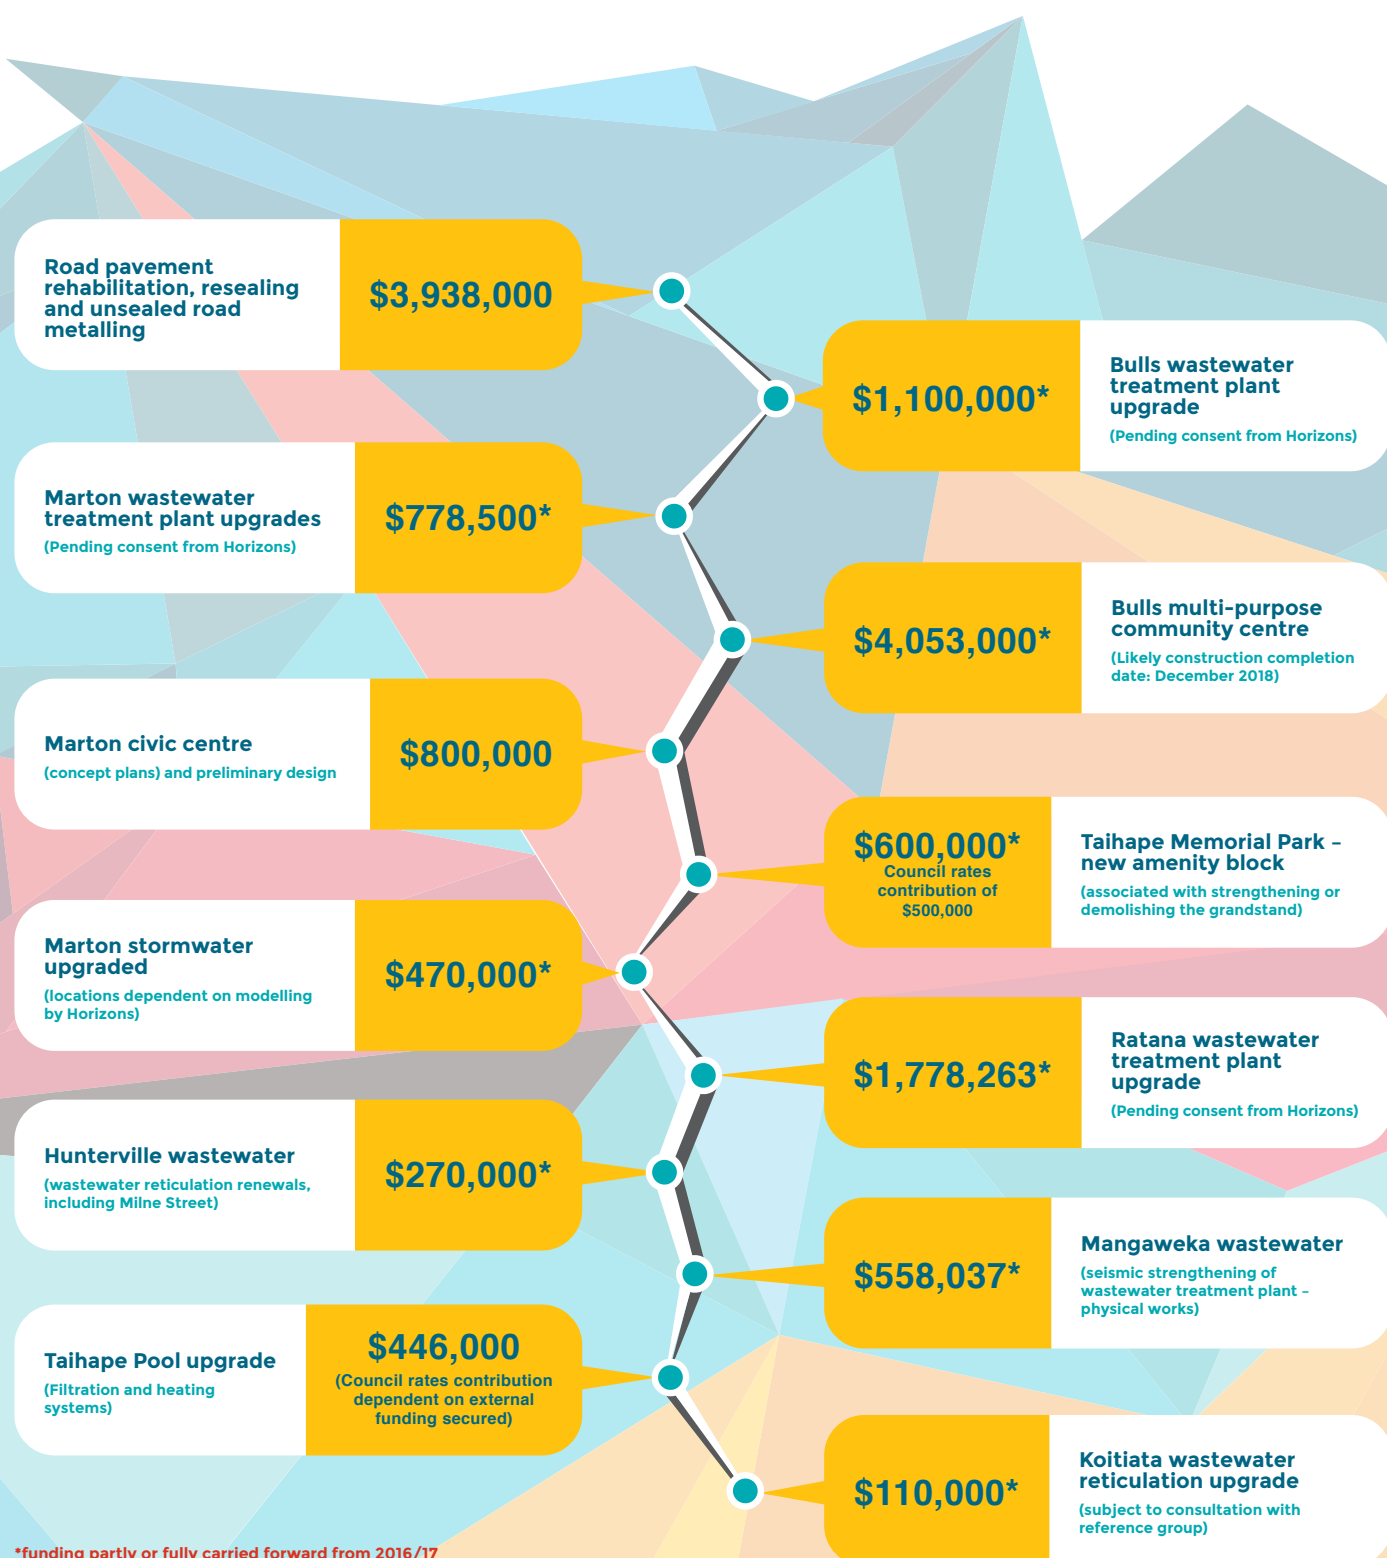 Road pavement
rehabilitation, resealing
and unsealed road
metalling
$3,938,000
$1,100,000*
Bulls wastewater
treatment plant
upgrade
(Pending consent from Horizons)
Marton wastewater
treatment plant upgrades
(Pending consent from Horizons)
$778,500*
$4,053,000*
Bulls multi-purpose
community centre
(Likely construction completion
date: December 2018)
Marton civic centre
(concept plans) and preliminary design
$800,000
$600,000*
Council rates
contribution of
$500,000
Taihape Memorial Park –
new amenity block
(associated with strengthening or
demolishing the grandstand)
Marton stormwater
upgraded
(locations dependent on modelling
by Horizons)
$470,000*
$1,778,263*
Ratana wastewater
treatment plant
upgrade
(Pending consent from Horizons)
Hunterville wastewater
(wastewater reticulation renewals,
including Milne Street)
$270,000*
$558,037*
Mangaweka wastewater
(seismic strengthening of
wastewater treatment plant –
physical works)
Taihape Pool upgrade
(Filtration and heating
systems)
$446,000
(Council rates contribution
dependent on external
funding secured)
$110,000*
Koitiata wastewater
reticulation upgrade
(subject to consultation with
reference group)
*funding partly or fully carried forward from 2016/17